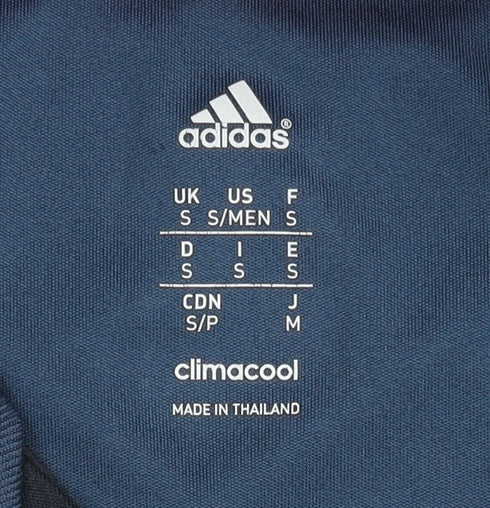 adidas®
UK US F
S S/MEN S
D I E
S S S
CDN J
S/P M
climacool
MADE IN THAILAND